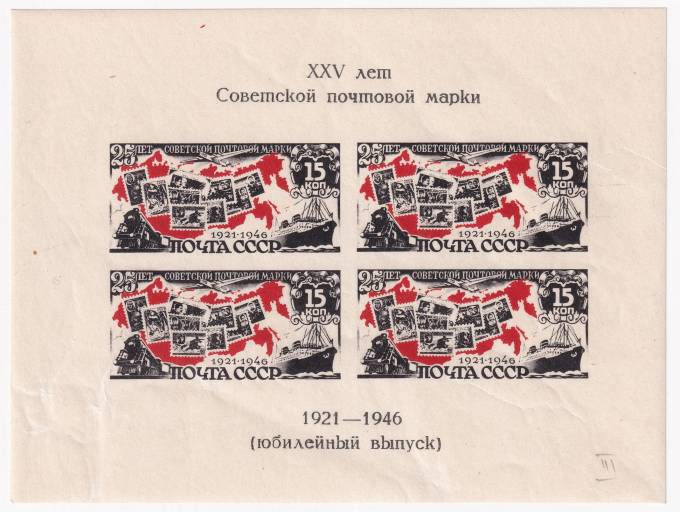 XXV лет
Советской почтовой марки
25 ЛЕТ СОВЕТСКОЙ ПОЧТОВОЙ МАРКИ
15
КОП
1921-1946
ПОЧТА СССР
25 ЛЕТ СОВЕТСКОЙ ПОЧТОВОЙ МАРКИ
15
КОП
1921-1946
ПОЧТА СССР
25 ЛЕТ СОВЕТСКОЙ ПОЧТОВОЙ МАРКИ
15
КОП
1921-1946
ПОЧТА СССР
25 ЛЕТ СОВЕТСКОЙ ПОЧТОВОЙ МАРКИ
15
КОП
1921-1946
ПОЧТА СССР
1921—1946
(юбилейный выпуск)
III